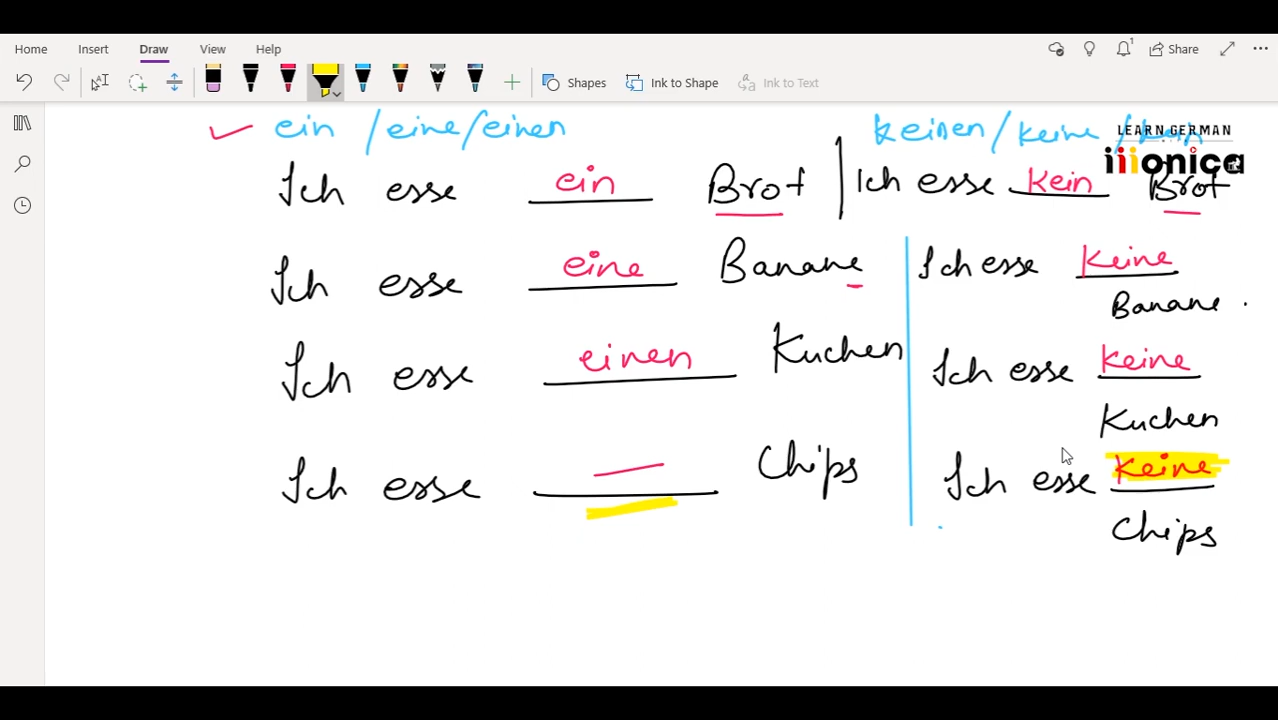 Home Insert Draw View Help
1 Share
Shapes Ink to Shape Ink to Text
ein / eine / einen
keinen / keine /
LEARN GERMAN
monica
Ich esse ein Brot
Ich esse kein Brot
Ich esse eine Banane
Ich esse keine
Banane.
Ich esse einen Kuchen
Ich esse keine
Kuchen
Ich esse — Chips
Ich esse keine
Chips